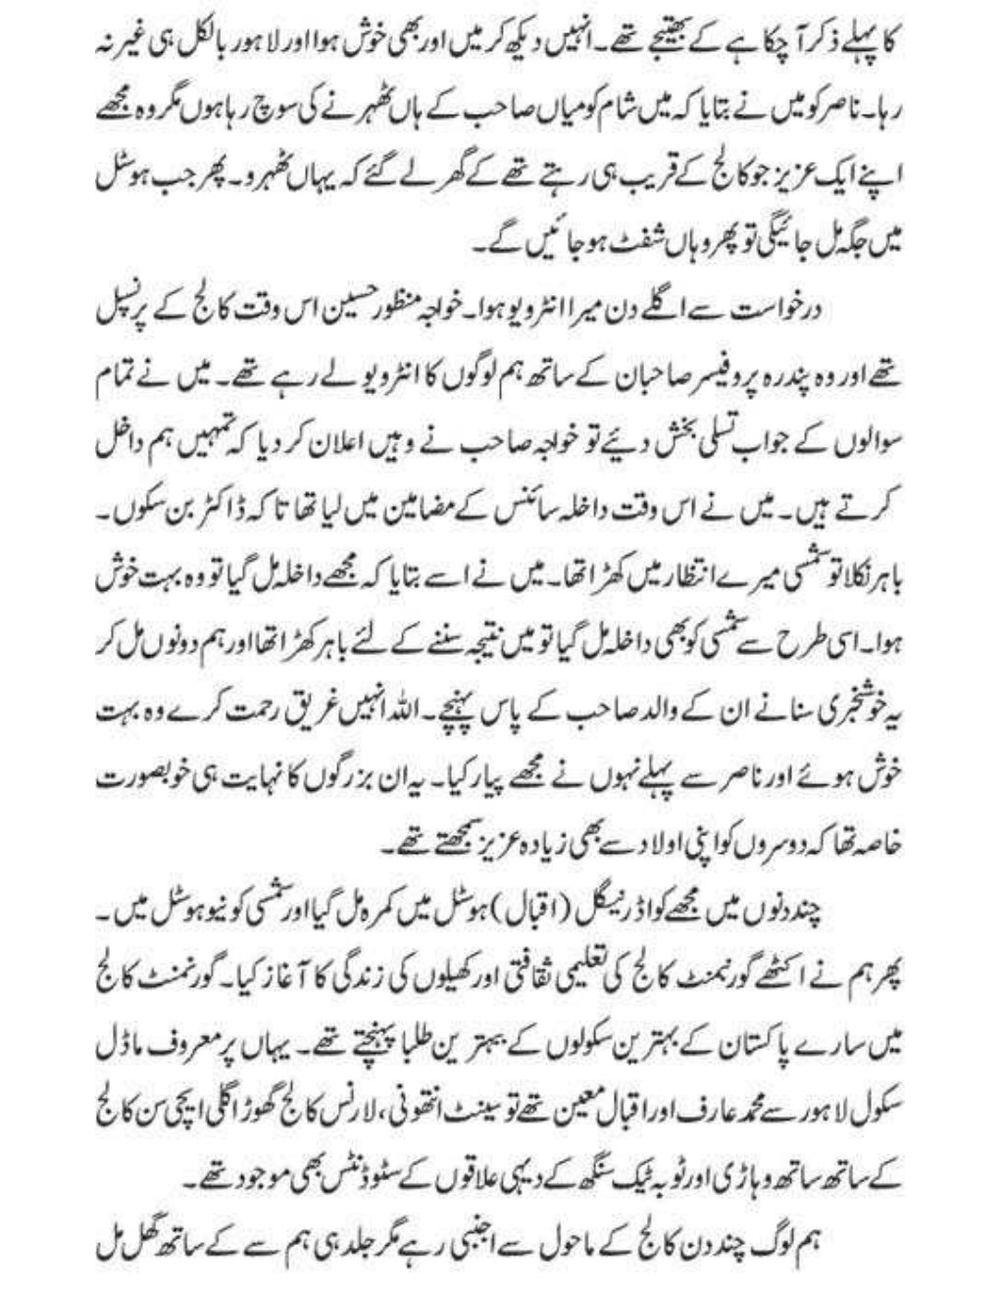 کا پہلے ذکر آ چکا ہے کے بھتیجے تھے۔ انہیں دیکھ کر میں اور بھی خوش ہوا اور لاہور بالکل ہی غیر نہ
رہا۔ ناصر کو میں نے بتایا کہ میں شام کو میاں صاحب کے ہاں ٹھہرنے کی سوچ رہا ہوں مگر وہ مجھے
اپنے ایک عزیز جو کالج کے قریب ہی رہتے تھے کے گھر لے گئے کہ یہاں ٹھہرو۔ پھر جب ہوسٹل
میں جگہ مل جائیگی تو پھر وہاں شفٹ ہو جائیں گے۔
درخواست سے اگلے دن میرا انٹرویو ہوا۔ خواجہ منظور حسین اس وقت کالج کے پرنسپل
تھے اور وہ پندرہ پروفیسر صاحبان کے ساتھ ہم لوگوں کا انٹرویو لے رہے تھے۔ میں نے تمام
سوالوں کے جواب تسلی بخش دیئے تو خواجہ صاحب نے وہیں اعلان کر دیا کہ تمہیں ہم داخل
کرتے ہیں۔ میں نے اس وقت داخلہ سائنس کے مضامین میں لیا تھا تا کہ ڈاکٹر بن سکوں۔
باہر نکلا تو شمسی میرے انتظار میں کھڑا تھا۔ میں نے اسے بتایا کہ مجھے داخلہ مل گیا تو وہ بہت خوش
ہوا۔ اسی طرح سے شمسی کو بھی داخلہ مل گیا تو میں نتیجہ سننے کے لئے باہر کھڑا تھا اور ہم دونوں مل کر
یہ خوشخبری سنانے ان کے والد صاحب کے پاس پہنچے۔ اللہ انہیں غریق رحمت کرے وہ بہت
خوش ہوئے اور ناصر سے پہلے نہوں نے مجھے پیار کیا۔ یہ ان بزرگوں کا نہایت ہی خوبصورت
خاصہ تھا کہ دوسروں کو اپنی اولاد سے بھی زیادہ عزیز سمجھتے تھے۔
چند دنوں میں مجھے کواڈرینگل (اقبال) ہوسٹل میں کمرہ مل گیا اور شمسی کو نیو ہوسٹل میں۔
پھر ہم نے اکٹھے گورنمنٹ کالج کی تعلیمی ثقافتی اور کھیلوں کی زندگی کا آغاز کیا۔ گورنمنٹ کالج
میں سارے پاکستان کے بہترین سکولوں کے بہترین طلبا پہنچتے تھے۔ یہاں پر معروف ماڈل
سکول لاہور سے محمد عارف اور اقبال معین تھے تو سینٹ انتھونی، لارنس کالج گھوڑا گلی ایچی سن کالج
کے ساتھ ساتھ وہاڑی اور ٹوبہ ٹیک سنگھ کے دیہی علاقوں کے سٹوڈنٹس بھی موجود تھے۔
ہم لوگ چند دن کالج کے ماحول سے اجنبی رہے مگر جلد ہی ہم سے کے ساتھ گھل مل